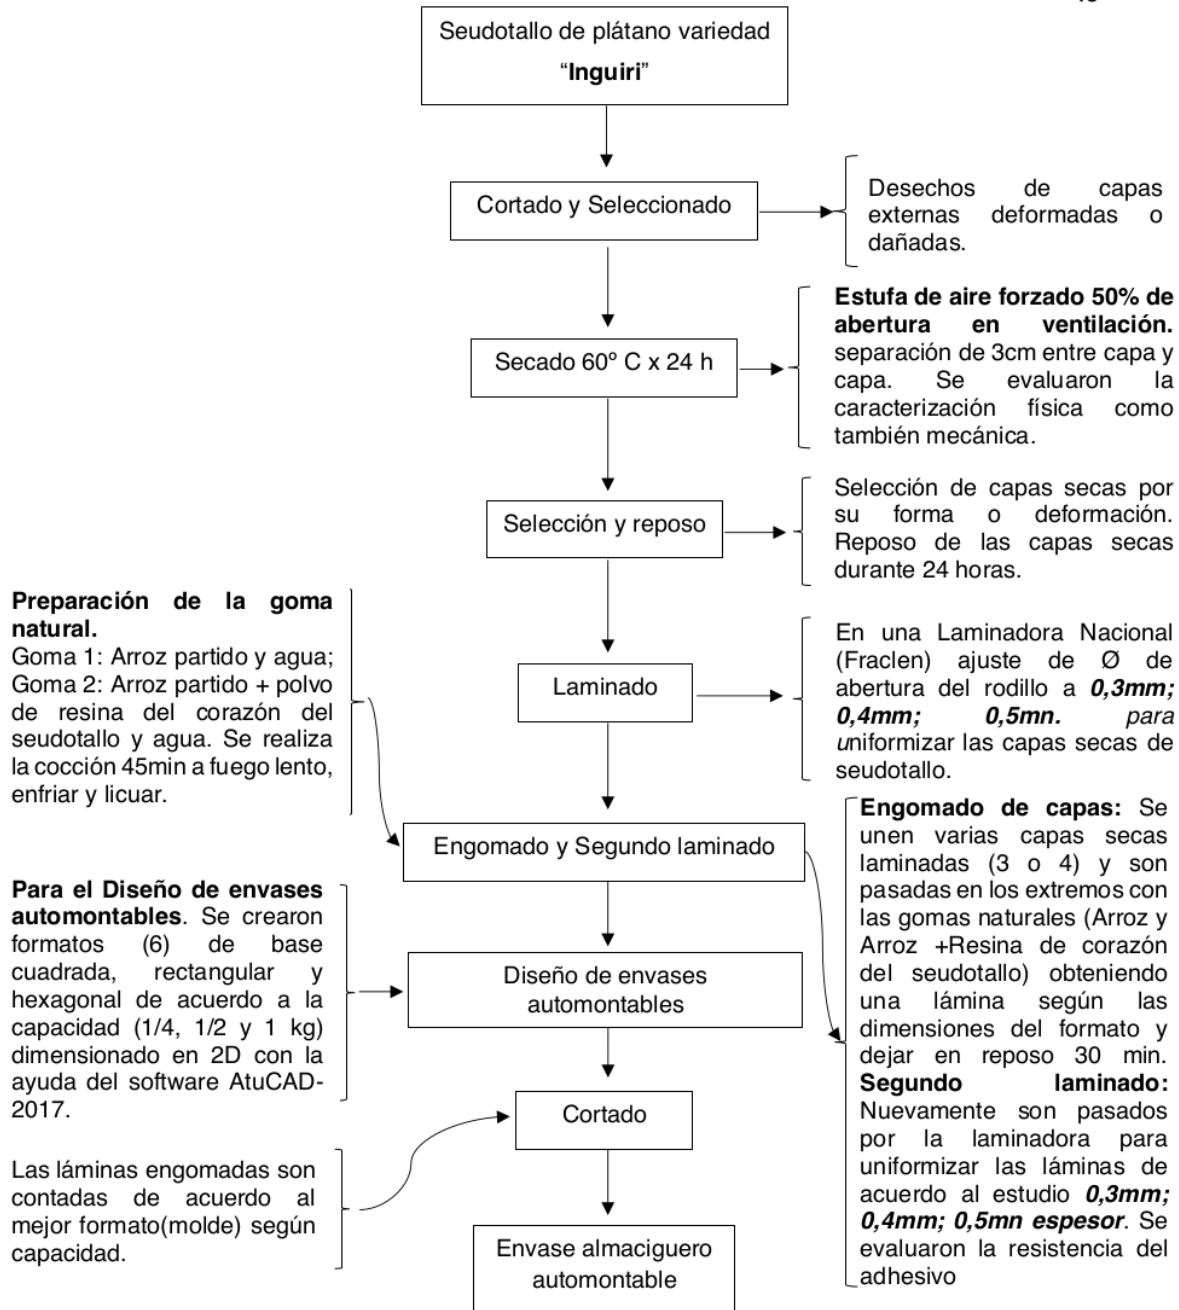 Seudotallo de plátano variedad
“Inguiri”
Cortado y Seleccionado
Desechos de capas
externas deformadas o
dañadas.
Secado 60º C x 24 h
Estufa de aire forzado 50% de
abertura en ventilación.
separación de 3cm entre capa y
capa. Se evaluaron la
caracterización física como
también mecánica.
Selección y reposo
Selección de capas secas por
su forma o deformación.
Reposo de las capas secas
durante 24 horas.
Laminado
En una Laminadora Nacional
(Fraclen) ajuste de Ø de
abertura del rodillo a 0,3mm;
0,4mm; 0,5mn. para
uniformizar las capas secas de
seudotallo.
Preparación de la goma
natural.
Goma 1: Arroz partido y agua;
Goma 2: Arroz partido + polvo
de resina del corazón del
seudotallo y agua. Se realiza
la cocción 45min a fuego lento,
enfriar y licuar.
Engomado y Segundo laminado
Engomado de capas: Se
unen varias capas secas
laminadas (3 o 4) y son
pasadas en los extremos con
las gomas naturales (Arroz y
Arroz +Resina de corazón
del seudotallo) obteniendo
una lámina según las
dimensiones del formato y
dejar en reposo 30 min.
Segundo laminado:
Nuevamente son pasados
por la laminadora para
uniformizar las láminas de
acuerdo al estudio 0,3mm;
0,4mm; 0,5mn espesor. Se
evaluaron la resistencia del
adhesivo
Para el Diseño de envases
automontables. Se crearon
formatos (6) de base
cuadrada, rectangular y
hexagonal de acuerdo a la
capacidad (1/4, 1/2 y 1 kg)
dimensionado en 2D con la
ayuda del software AtuCAD-
2017.
Diseño de envases
automontables
Cortado
Las láminas engomadas son
contadas de acuerdo al
mejor formato(molde) según
capacidad.
Envase almaciguero
automontable